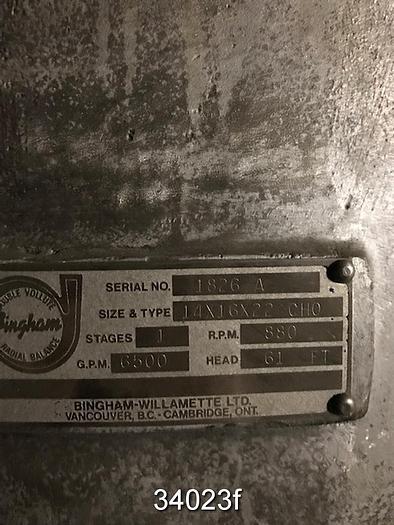 SERIAL NO. 1826 A
DOUBLE VOLUTE
Bingham
RADIAL BALANCE
SIZE & TYPE 14X16X22 CHO
STAGES 1 R.P.M. 880
G.P.M. 6500 HEAD 61 FT
BINGHAM-WILLAMETTE LTD.
VANCOUVER, B.C. - CAMBRIDGE, ONT.
34023f